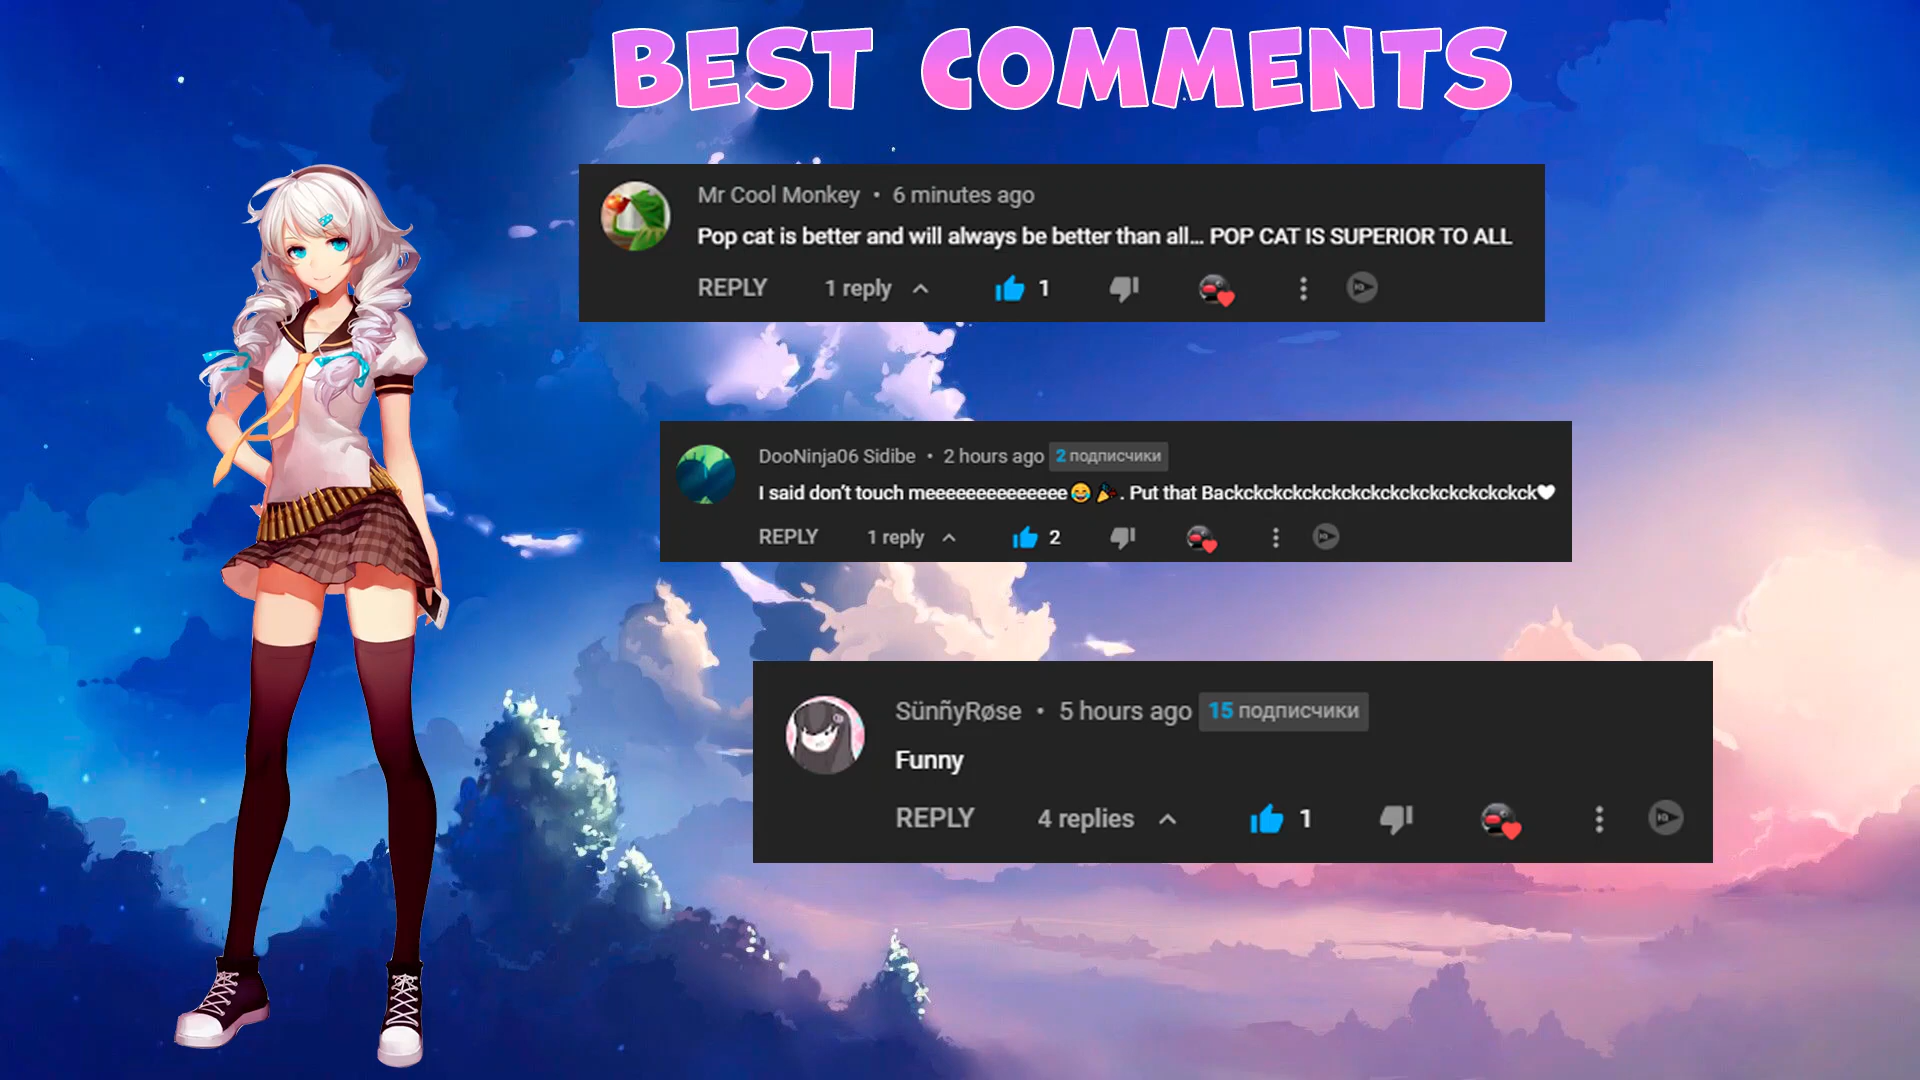 BEST COMMENTS
Mr Cool Monkey • 6 minutes ago
Pop cat is better and will always be better than all... POP CAT IS SUPERIOR TO ALL
REPLY 1 reply 1
DooNinja06 Sidibe • 2 hours ago 2 подписчики
I said don't touch meeeeeeeeeeeeee😂🎉. Put that Backckckckckckckckckckckckckckckck🤍
REPLY 1 reply 2
SünñyRøse • 5 hours ago 15 подписчики
Funny
REPLY 4 replies 1